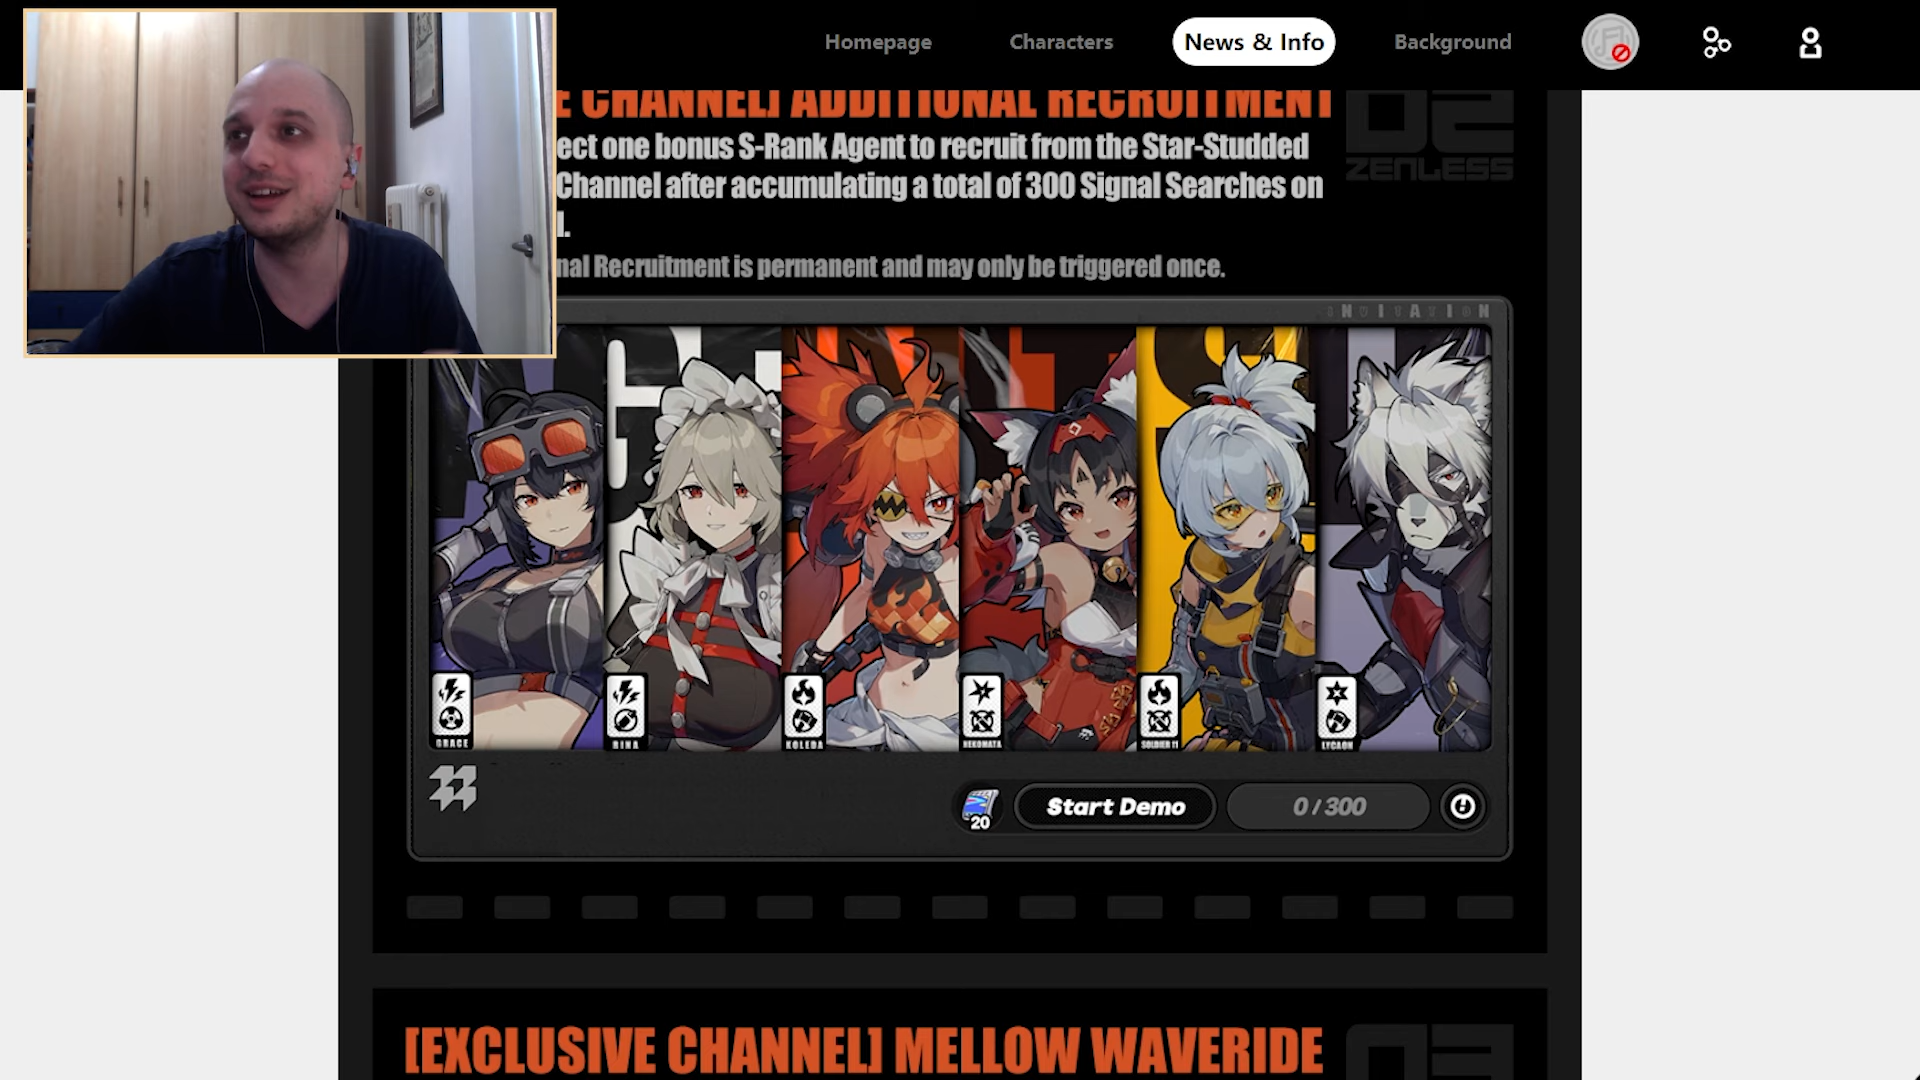 Homepage
Characters
News & Info
Background
E CHANNEL] ADDITIONAL RECRUITMENT
ect one bonus S-Rank Agent to recruit from the Star-Studded
Channel after accumulating a total of 300 Signal Searches on
l.
nal Recruitment is permanent and may only be triggered once.
02
ZENLESS
GRACE
RINA
KOLEDA
NEKOMATA
SOLDIER 11
LYCAON
20
Start Demo
0/300
[EXCLUSIVE CHANNEL] MELLOW WAVERIDE
03